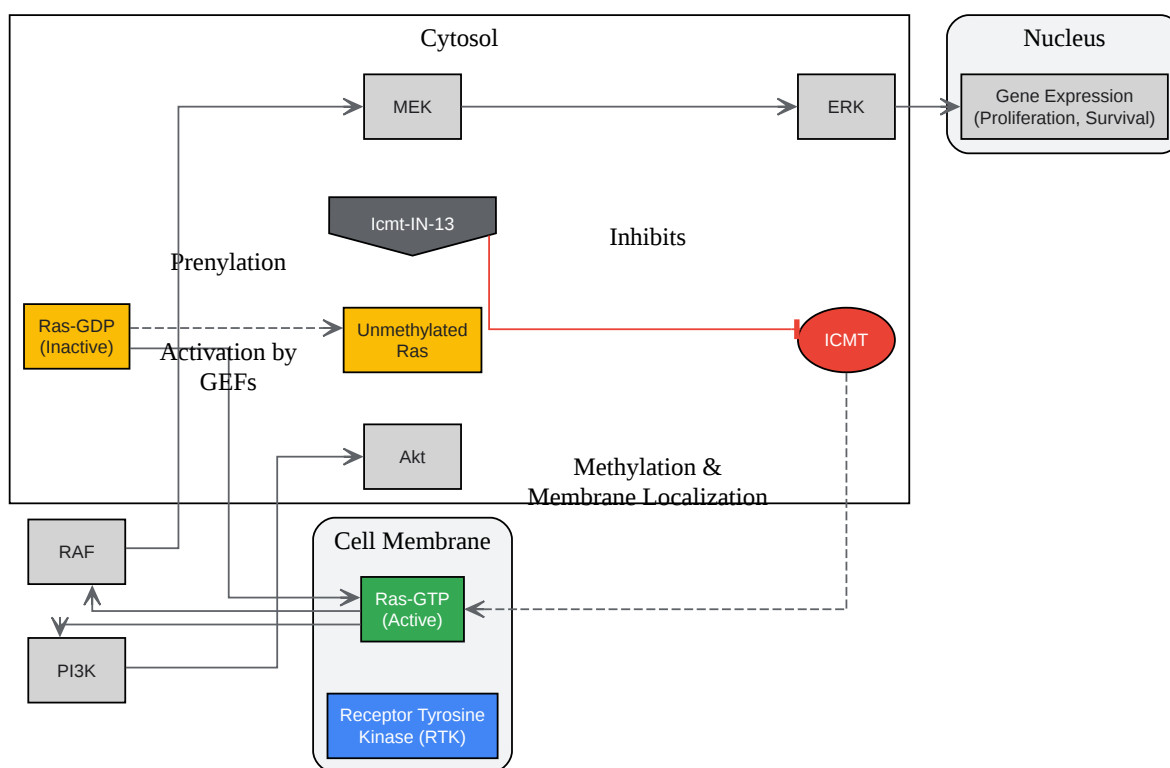 Cytosol
Nucleus
MEK
ERK
Gene Expression
(Proliferation, Survival)
Icmt-IN-13
Inhibits
Prenylation
Ras-GDP
(Inactive)
Unmethylated
Ras
ICMT
Activation by
GEFs
Akt
Methylation &
Membrane Localization
RAF
Cell Membrane
Ras-GTP
(Active)
PI3K
Receptor Tyrosine
Kinase (RTK)